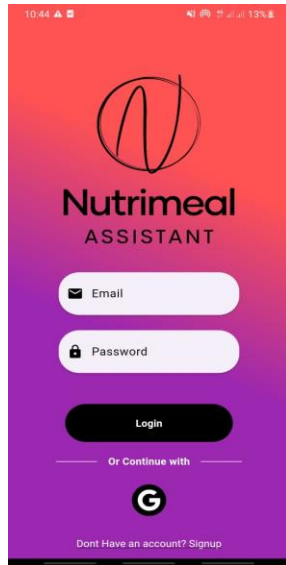 10:44
13%
N
Nutrimeal
ASSISTANT
Email
Password
Login
Or Continue with
G
Dont Have an account? Signup